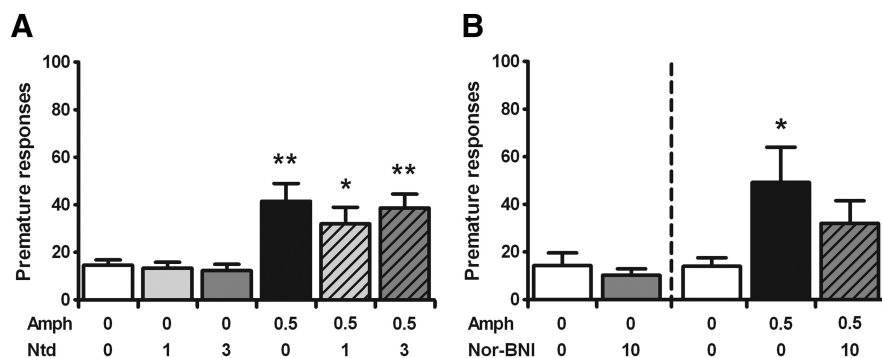 A
Premature responses
100
80
60
40
20
0
** * **
Amph 0 0 0 0.5 0.5 0.5
Ntd 0 1 3 0 1 3
B
Premature responses
100
80
60
40
20
0
*
Amph 0 0 0 0.5 0.5
Nor-BNI 0 10 0 0 10